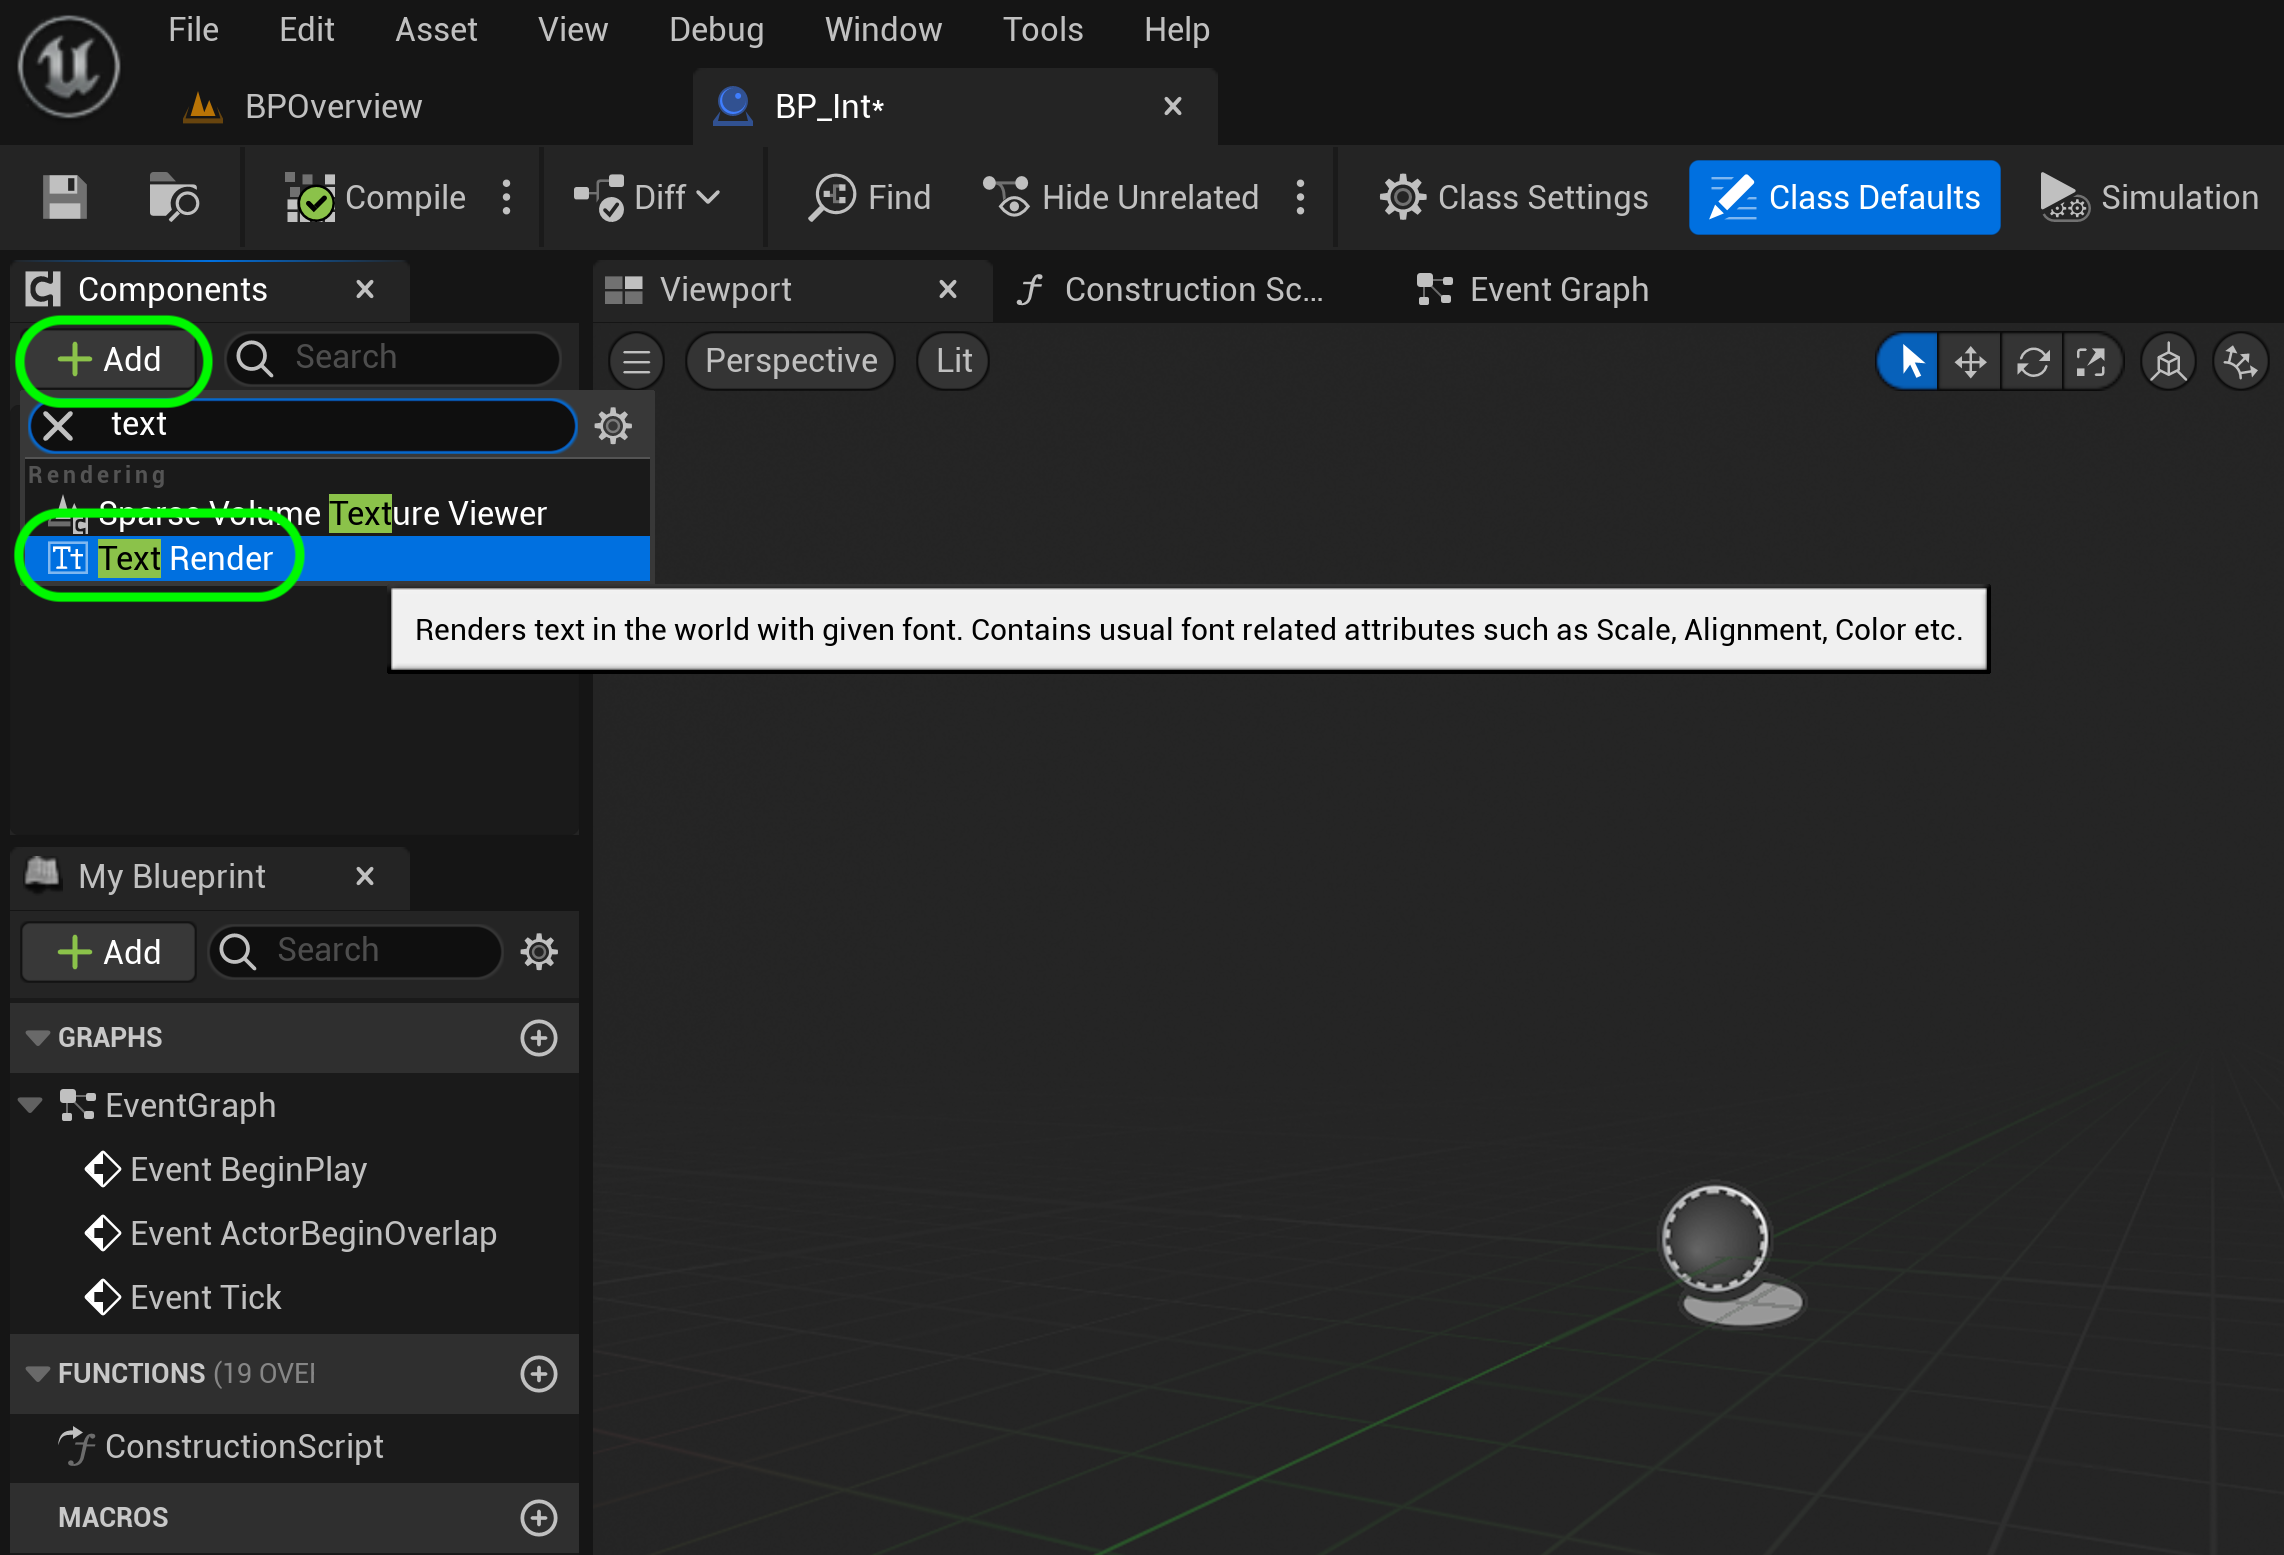 File Edit Asset View Debug Window Tools Help
BPOverview BP_Int*
Compile Diff Find Hide Unrelated Class Settings Class Defaults Simulation
Components Viewport Construction Sc... Event Graph
Add Search Perspective Lit
text
Rendering
Sparse Volume Texture Viewer
Tt Text Render
Renders text in the world with given font. Contains usual font related attributes such as Scale, Alignment, Color etc.
My Blueprint
Add Search
GRAPHS
EventGraph
Event BeginPlay
Event ActorBeginOverlap
Event Tick
FUNCTIONS (19 OVEI
ConstructionScript
MACROS